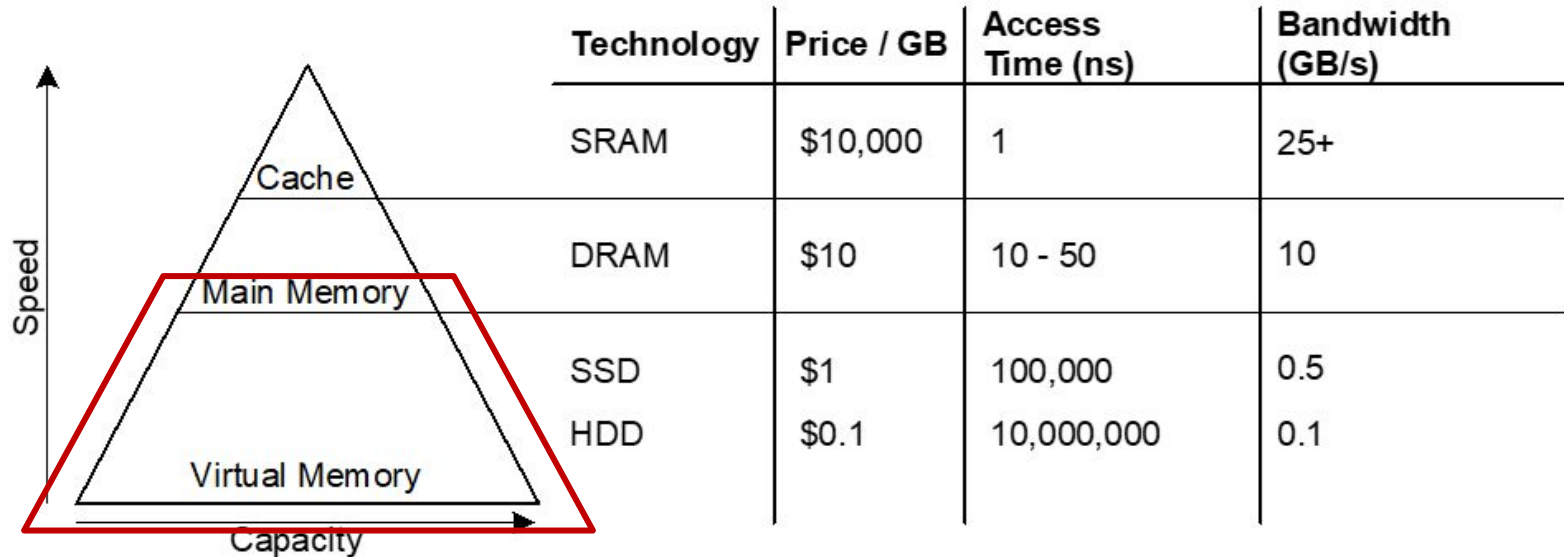 Technology Price / GB Access Time (ns) Bandwidth (GB/s)
SRAM $10,000 1 25+
Cache
DRAM $10 10 - 50 10
Main Memory
SSD $1 100,000 0.5
HDD $0.1 10,000,000 0.1
Virtual Memory
Speed
Capacity